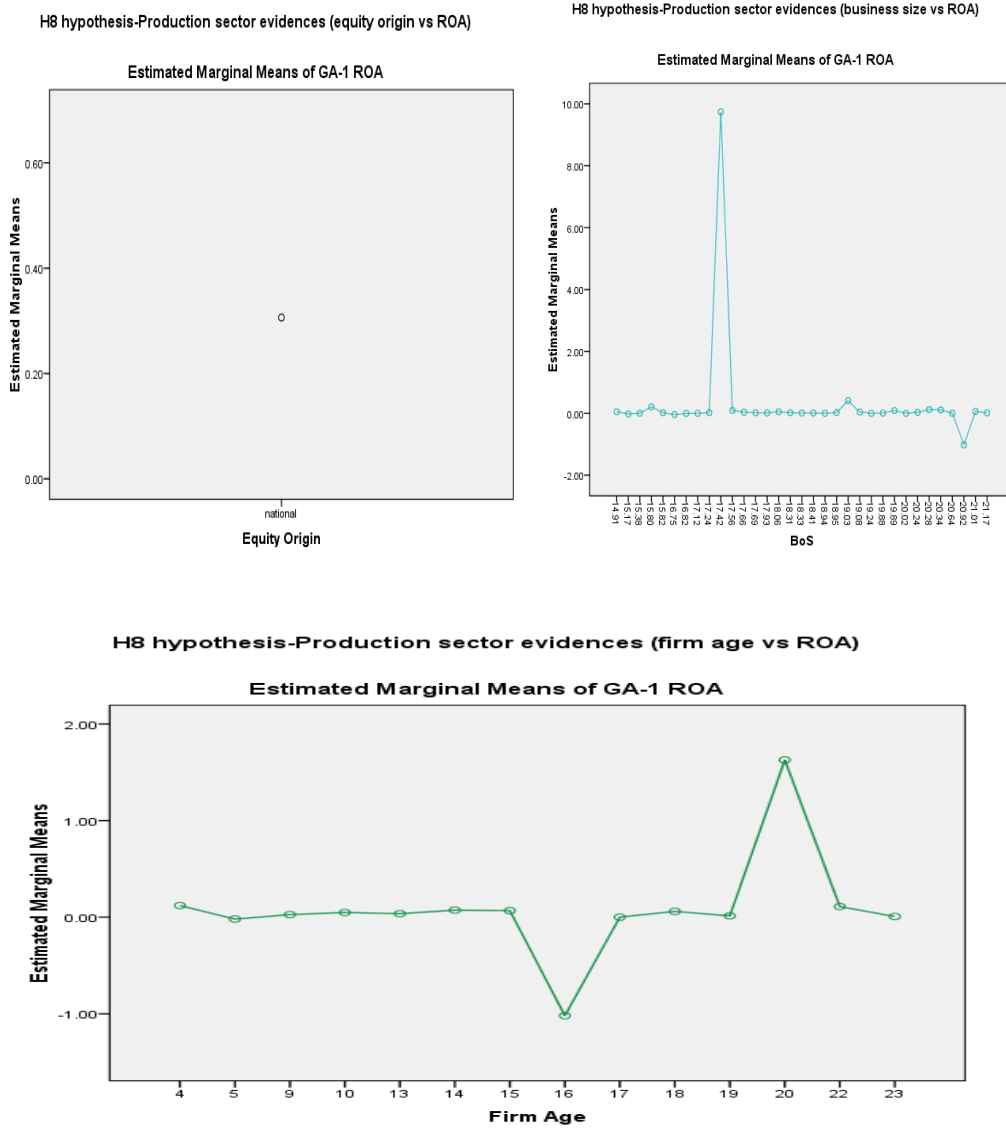 H8 hypothesis-Production sector evidences (equity origin vs ROA)
Estimated Marginal Means of GA-1 ROA
Estimated Marginal Means
0.60
0.40
0.20
0.00
national
Equity Origin
H8 hypothesis-Production sector evidences (business size vs ROA)
Estimated Marginal Means of GA-1 ROA
Estimated Marginal Means
10.00
8.00
6.00
4.00
2.00
0.00
-2.00
14.91 15.17 15.38 15.80 15.82 16.75 16.82 17.12 17.24 17.42 17.56 17.66 17.69 17.93 18.06 18.31 18.33 18.41 18.94 18.95 19.03 19.08 19.24 19.88 19.89 20.02 20.24 20.28 20.34 20.64 20.92 21.01 21.17
BoS
H8 hypothesis-Production sector evidences (firm age vs ROA)
Estimated Marginal Means of GA-1 ROA
Estimated Marginal Means
2.00
1.00
0.00
-1.00
4 5 9 10 13 14 15 16 17 18 19 20 22 23
Firm Age